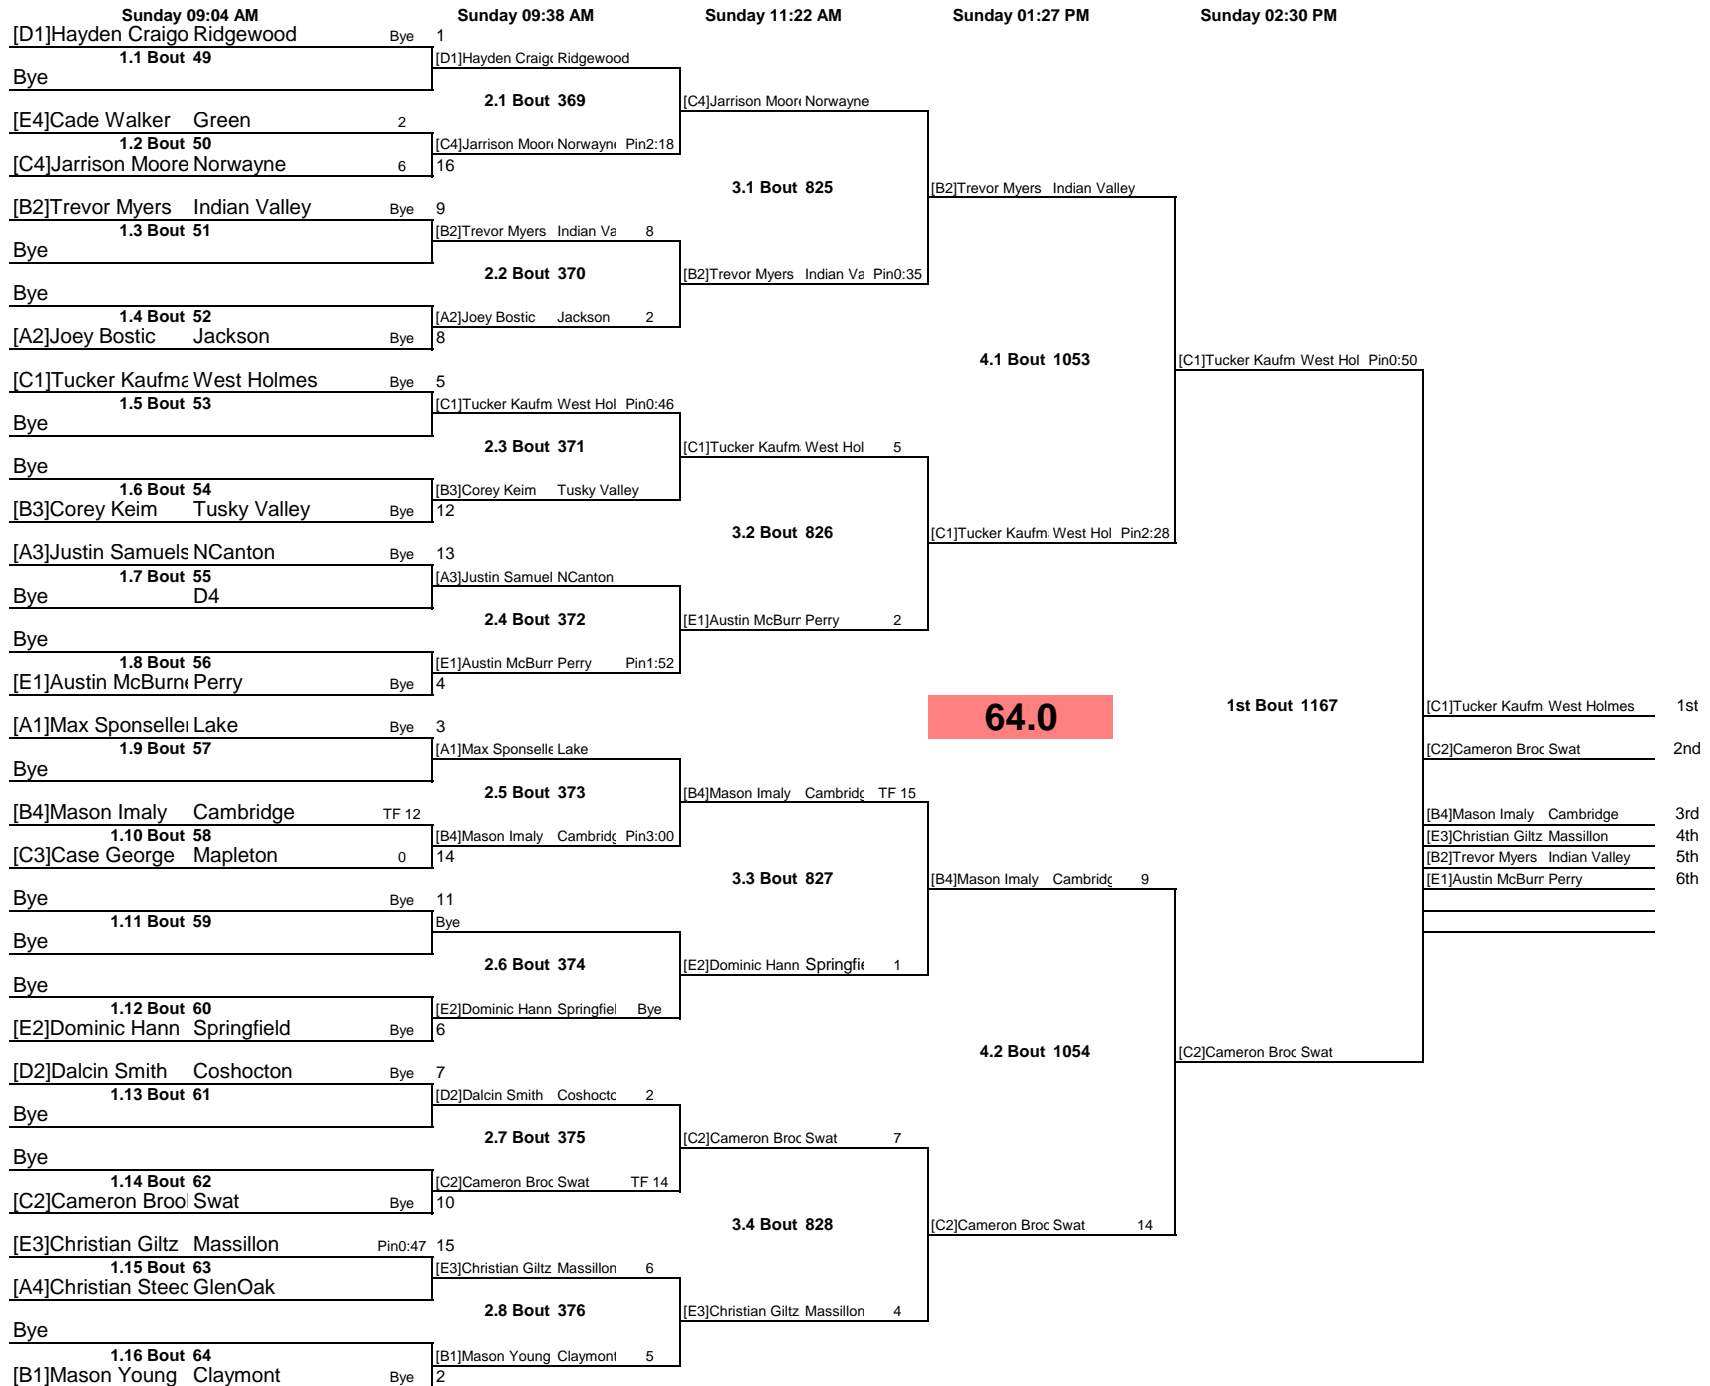 Sunday 09:04 AM Sunday 09:38 AM Sunday 11:22 AM Sunday 01:27 PM Sunday 02:30 PM
[D1]Hayden Craigo Ridgewood Bye 1
1.1 Bout 49 [D1]Hayden Craigo Ridgewood
Bye
2.1 Bout 369 [C4]Jarrison Moore Norwayne
[E4]Cade Walker Green 2
1.2 Bout 50 [C4]Jarrison Moore Norwayne Pin2:18
[C4]Jarrison Moore Norwayne 6 16
3.1 Bout 825 [B2]Trevor Myers Indian Valley
[B2]Trevor Myers Indian Valley Bye 9
1.3 Bout 51 [B2]Trevor Myers Indian Va 8
Bye
2.2 Bout 370 [B2]Trevor Myers Indian Va Pin0:35
Bye
1.4 Bout 52 [A2]Joey Bostic Jackson 2
[A2]Joey Bostic Jackson Bye 8
4.1 Bout 1053 [C1]Tucker Kaufm West Hol Pin0:50
[C1]Tucker Kaufma West Holmes Bye 5
1.5 Bout 53 [C1]Tucker Kaufm West Hol Pin0:46
Bye
2.3 Bout 371 [C1]Tucker Kaufm West Hol 5
Bye
1.6 Bout 54 [B3]Corey Keim Tusky Valley
[B3]Corey Keim Tusky Valley Bye 12
3.2 Bout 826 [C1]Tucker Kaufm West Hol Pin2:28
[A3]Justin Samuels NCanton Bye 13
1.7 Bout 55 [A3]Justin Samuel NCanton
Bye D4
2.4 Bout 372 [E1]Austin McBurr Perry 2
Bye
1.8 Bout 56 [E1]Austin McBurr Perry Pin1:52
[E1]Austin McBurne Perry Bye 4
64.0 1st Bout 1167 [C1]Tucker Kaufm West Holmes 1st
[A1]Max Sponseller Lake Bye 3
1.9 Bout 57 [A1]Max Sponselle Lake [C2]Cameron Broc Swat 2nd
Bye
2.5 Bout 373 [B4]Mason Imaly Cambridg TF 15
[B4]Mason Imaly Cambridge TF 12 [B4]Mason Imaly Cambridge 3rd
1.10 Bout 58 [B4]Mason Imaly Cambridg Pin3:00 [E3]Christian Giltz Massillon 4th
[C3]Case George Mapleton 0 14 [B2]Trevor Myers Indian Valley 5th
3.3 Bout 827 [B4]Mason Imaly Cambridg 9 [E1]Austin McBurr Perry 6th
Bye Bye 11
1.11 Bout 59 Bye
Bye
2.6 Bout 374 [E2]Dominic Hann Springfie 1
Bye
1.12 Bout 60 [E2]Dominic Hann Springfiel Bye
[E2]Dominic Hann Springfield Bye 6
4.2 Bout 1054 [C2]Cameron Broc Swat
[D2]Dalcin Smith Coshocton Bye 7
1.13 Bout 61 [D2]Dalcin Smith Coshocto 2
Bye
2.7 Bout 375 [C2]Cameron Broc Swat 7
Bye
1.14 Bout 62 [C2]Cameron Broc Swat TF 14
[C2]Cameron Broo Swat Bye 10
3.4 Bout 828 [C2]Cameron Broc Swat 14
[E3]Christian Giltz Massillon Pin0:47 15
1.15 Bout 63 [E3]Christian Giltz Massillon 6
[A4]Christian Steec GlenOak
2.8 Bout 376 [E3]Christian Giltz Massillon 4
Bye
1.16 Bout 64 [B1]Mason Young Claymont 5
[B1]Mason Young Claymont Bye 2